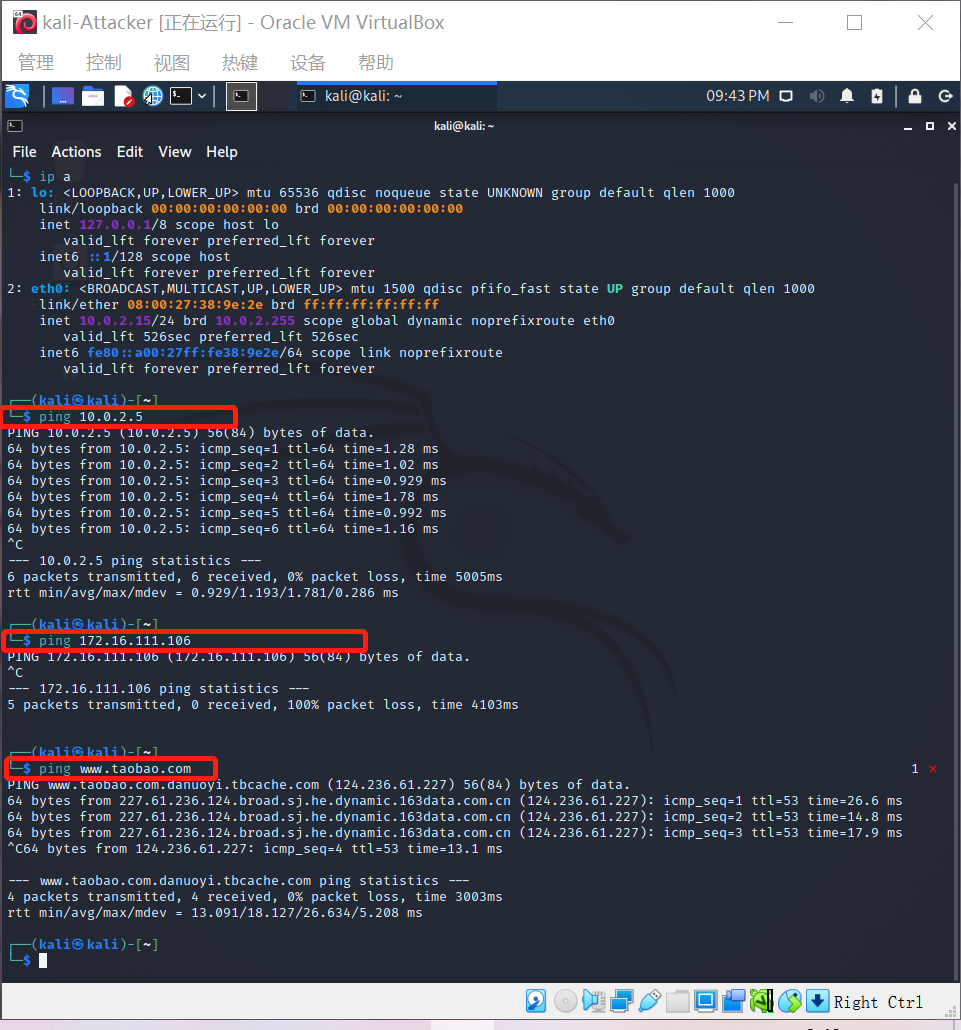 kali-Attacker [正在运行] - Oracle VM VirtualBox
管理 控制 视图 热键 设备 帮助
kali@kali: ~ 09:43 PM
kali@kali: ~
File Actions Edit View Help
└─$ ip a
1: lo: <LOOPBACK,UP,LOWER_UP> mtu 65536 qdisc noqueue state UNKNOWN group default qlen 1000
    link/loopback 00:00:00:00:00:00 brd 00:00:00:00:00:00
    inet 127.0.0.1/8 scope host lo
       valid_lft forever preferred_lft forever
    inet6 ::1/128 scope host
       valid_lft forever preferred_lft forever
2: eth0: <BROADCAST,MULTICAST,UP,LOWER_UP> mtu 1500 qdisc pfifo_fast state UP group default qlen 1000
    link/ether 08:00:27:38:9e:2e brd ff:ff:ff:ff:ff:ff
    inet 10.0.2.15/24 brd 10.0.2.255 scope global dynamic noprefixroute eth0
       valid_lft 526sec preferred_lft 526sec
    inet6 fe80::a00:27ff:fe38:9e2e/64 scope link noprefixroute
       valid_lft forever preferred_lft forever
┌──(kali㉿kali)-[~]
└─$ ping 10.0.2.5
PING 10.0.2.5 (10.0.2.5) 56(84) bytes of data.
64 bytes from 10.0.2.5: icmp_seq=1 ttl=64 time=1.28 ms
64 bytes from 10.0.2.5: icmp_seq=2 ttl=64 time=1.02 ms
64 bytes from 10.0.2.5: icmp_seq=3 ttl=64 time=0.929 ms
64 bytes from 10.0.2.5: icmp_seq=4 ttl=64 time=1.78 ms
64 bytes from 10.0.2.5: icmp_seq=5 ttl=64 time=0.992 ms
64 bytes from 10.0.2.5: icmp_seq=6 ttl=64 time=1.16 ms
^C
--- 10.0.2.5 ping statistics ---
6 packets transmitted, 6 received, 0% packet loss, time 5005ms
rtt min/avg/max/mdev = 0.929/1.193/1.781/0.286 ms
┌──(kali㉿kali)-[~]
└─$ ping 172.16.111.106
PING 172.16.111.106 (172.16.111.106) 56(84) bytes of data.
^C
--- 172.16.111.106 ping statistics ---
5 packets transmitted, 0 received, 100% packet loss, time 4103ms
┌──(kali㉿kali)-[~]
└─$ ping www.taobao.com 1 ⨯
PING www.taobao.com.danuoyi.tbcache.com (124.236.61.227) 56(84) bytes of data.
64 bytes from 227.61.236.124.broad.sj.he.dynamic.163data.com.cn (124.236.61.227): icmp_seq=1 ttl=53 time=26.6 ms
64 bytes from 227.61.236.124.broad.sj.he.dynamic.163data.com.cn (124.236.61.227): icmp_seq=2 ttl=53 time=14.8 ms
64 bytes from 227.61.236.124.broad.sj.he.dynamic.163data.com.cn (124.236.61.227): icmp_seq=3 ttl=53 time=17.9 ms
^C64 bytes from 124.236.61.227: icmp_seq=4 ttl=53 time=13.1 ms
--- www.taobao.com.danuoyi.tbcache.com ping statistics ---
4 packets transmitted, 4 received, 0% packet loss, time 3003ms
rtt min/avg/max/mdev = 13.091/18.127/26.634/5.208 ms
┌──(kali㉿kali)-[~]
└─$
Right Ctrl